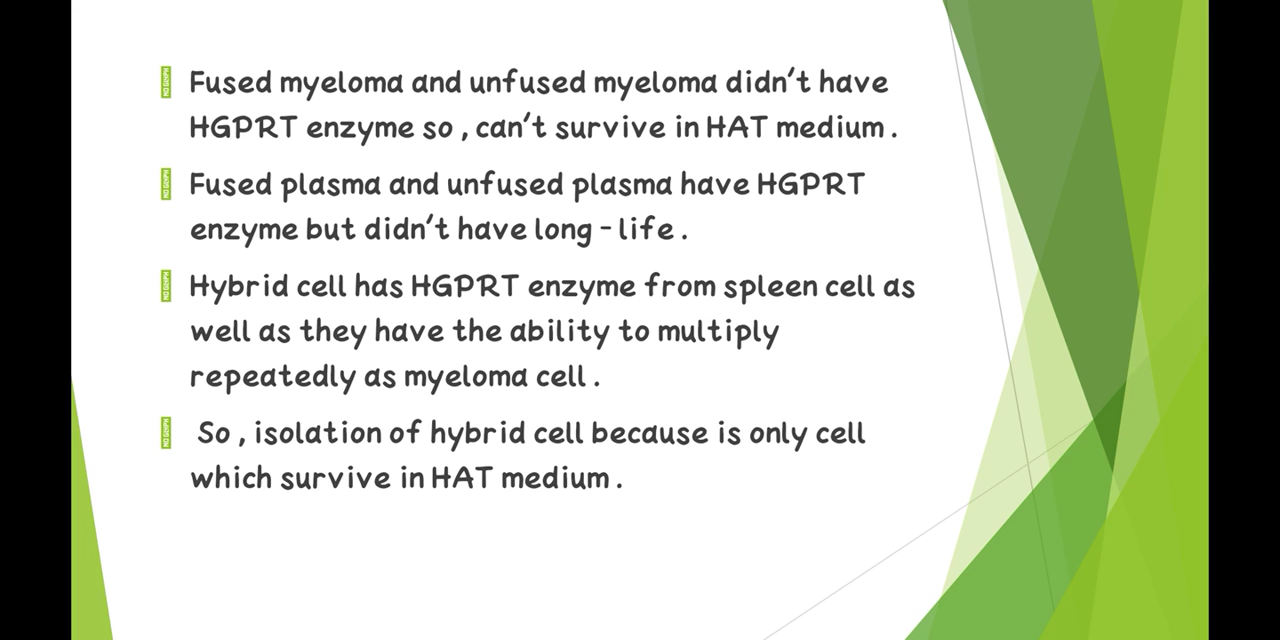 Fused myeloma and unfused myeloma didn't have
HGPRT enzyme so , can't survive in HAT medium .
Fused plasma and unfused plasma have HGPRT
enzyme but didn't have long - life .
Hybrid cell has HGPRT enzyme from spleen cell as
well as they have the ability to multiply
repeatedly as myeloma cell .
So , isolation of hybrid cell because is only cell
which survive in HAT medium .